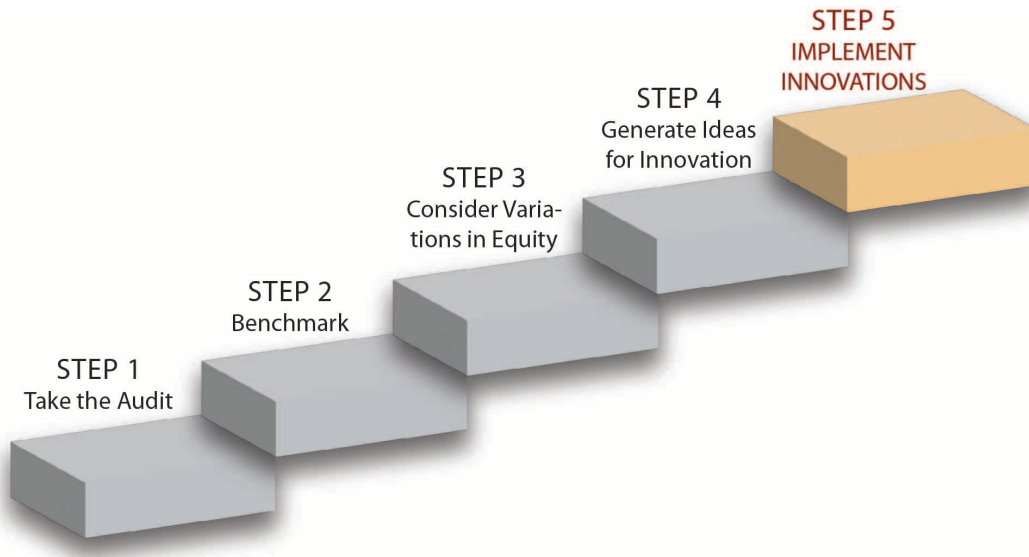 STEP 1
Take the Audit
STEP 2
Benchmark
STEP 3
Consider Varia-
tions in Equity
STEP 4
Generate Ideas
for Innovation
STEP 5
IMPLEMENT
INNOVATIONS